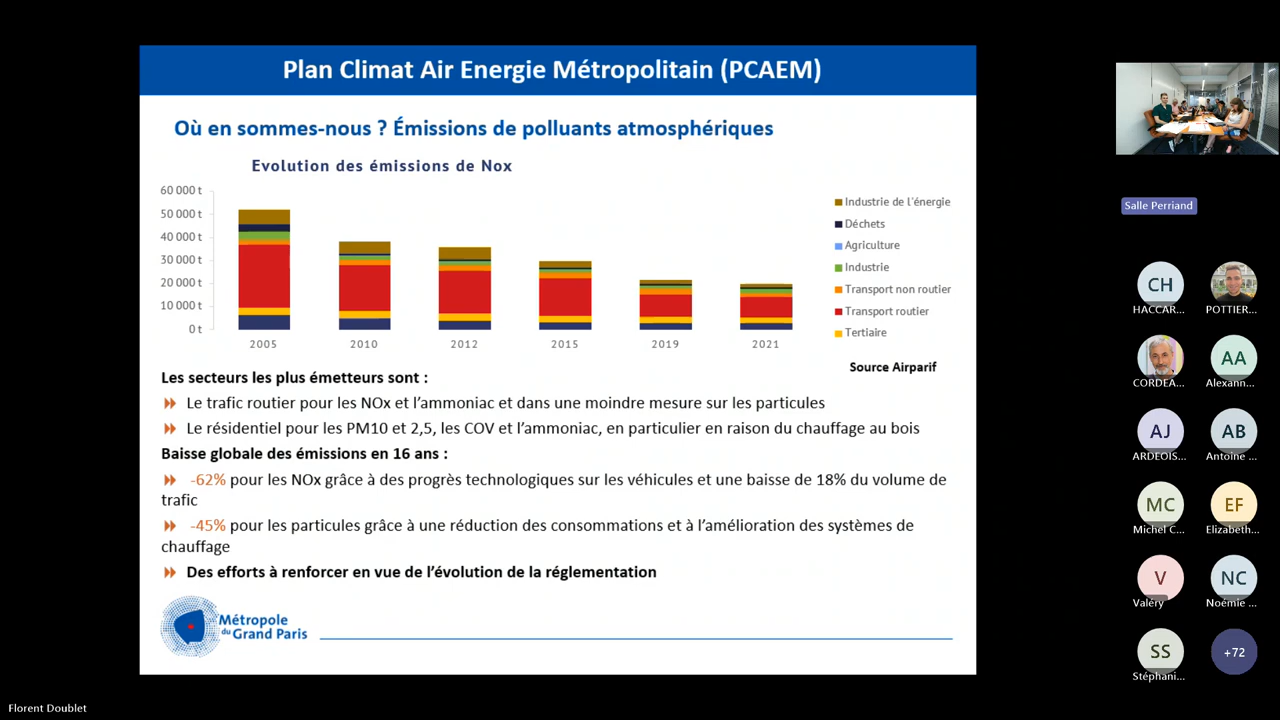 Plan Climat Air Energie Métropolitain (PCAEM)
Où en sommes-nous ? Émissions de polluants atmosphériques
Evolution des émissions de Nox
60 000 t
50 000 t
40 000 t
30 000 t
20 000 t
10 000 t
0 t
2005
2010
2012
2015
2019
2021
Industrie de l'énergie
Déchets
Agriculture
Industrie
Transport non routier
Transport routier
Tertiaire
Source Airparif
Les secteurs les plus émetteurs sont :
Le trafic routier pour les NOx et l'ammoniac et dans une moindre mesure sur les particules
Le résidentiel pour les PM10 et 2,5, les COV et l'ammoniac, en particulier en raison du chauffage au bois
Baisse globale des émissions en 16 ans :
-62% pour les NOx grâce à des progrès technologiques sur les véhicules et une baisse de 18% du volume de
trafic
-45% pour les particules grâce à une réduction des consommations et à l'amélioration des systèmes de
chauffage
Des efforts à renforcer en vue de l'évolution de la réglementation
Métropole
du Grand Paris
Salle Perriand
CH
HACCAR...
POTTIER...
CORDEA...
AA
Alexann...
AJ
ARDEOIS...
AB
Antoine ...
MC
Michel C...
EF
Elizabeth...
V
Valéry
NC
Noémie ...
SS
Stéphani...
+72
Florent Doublet